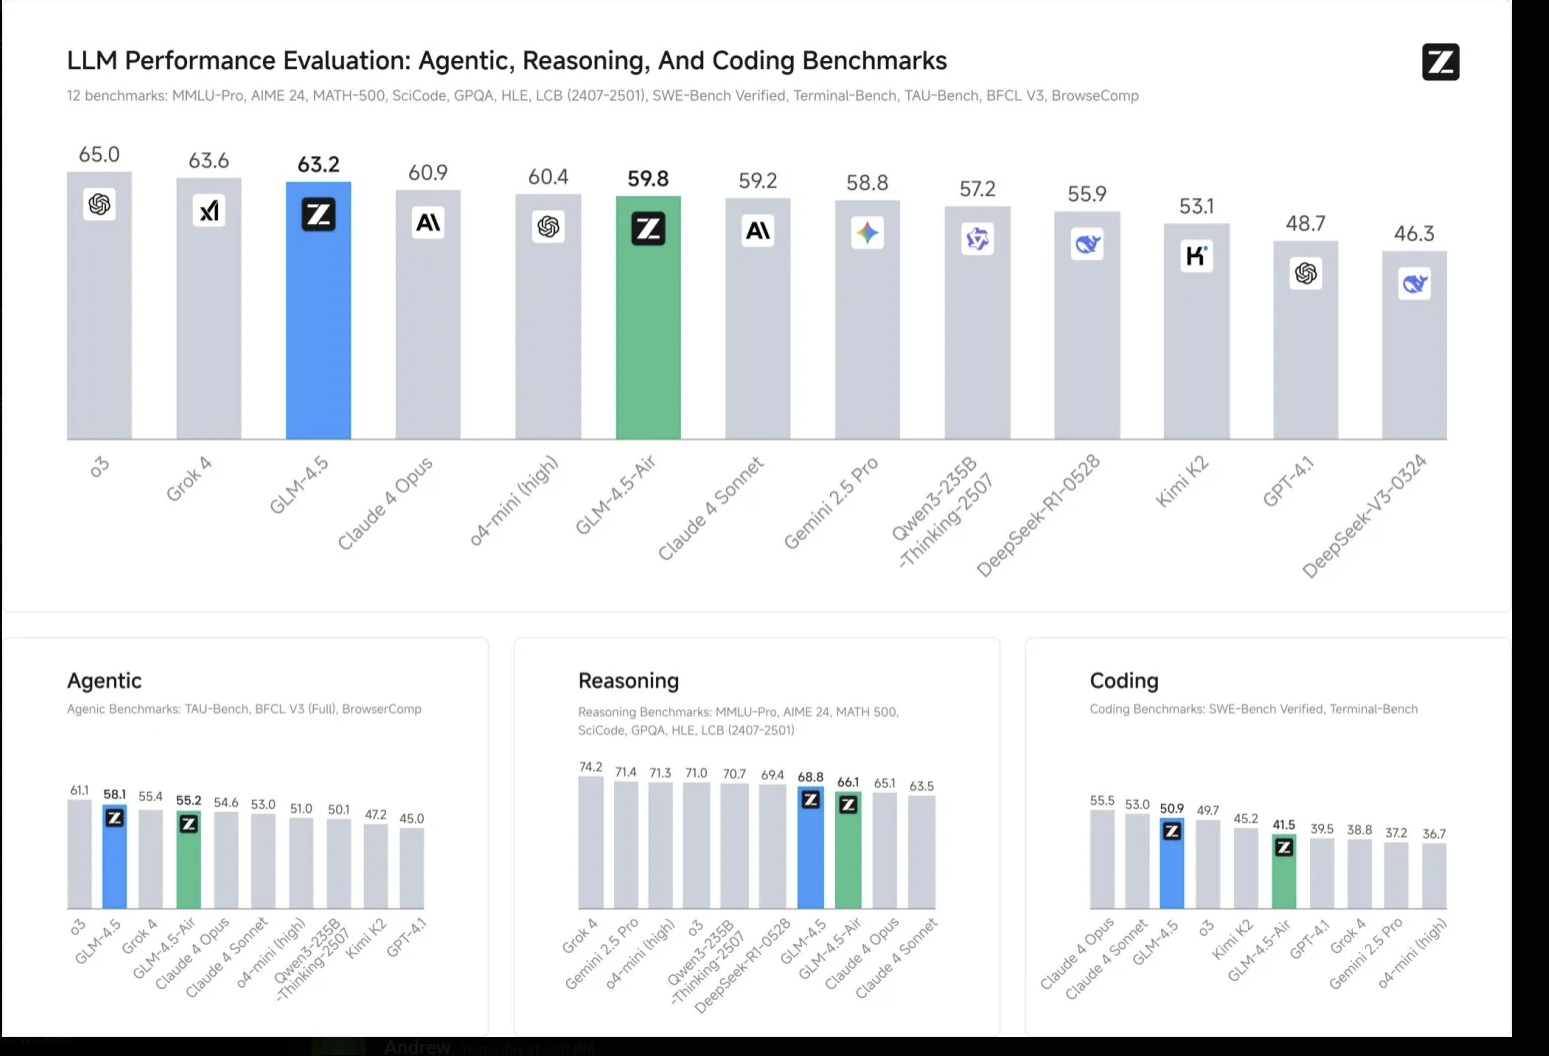 LLM Performance Evaluation: Agentic, Reasoning, And Coding Benchmarks
12 benchmarks: MMLU-Pro, AIME 24, MATH-500, SciCode, GPQA, HLE, LCB (2407-2501), SWE-Bench Verified, Terminal-Bench, TAU-Bench, BFCL V3, BrowseComp
65.0
63.6
63.2
60.9
60.4
59.8
59.2
58.8
57.2
55.9
53.1
48.7
46.3
o3
Grok 4
GLM-4.5
Claude 4 Opus
o4-mini (high)
GLM-4.5-Air
Claude 4 Sonnet
Gemini 2.5 Pro
Qwen3-235B
-Thinking-2507
DeepSeek-R1-0528
Kimi K2
GPT-4.1
DeepSeek-V3-0324
Agentic
Agenic Benchmarks: TAU-Bench, BFCL V3 (Full), BrowserComp
61.1
58.1
55.4
55.2
54.6
53.0
51.0
50.1
47.2
45.0
o3
GLM-4.5
Grok 4
GLM-4.5-Air
Claude 4 Opus
Claude 4 Sonnet
o4-mini (high)
Qwen3-235B
-Thinking-2507
Kimi K2
GPT-4.1
Reasoning
Reasoning Benchmarks: MMLU-Pro, AIME 24, MATH 500,
SciCode, GPQA, HLE, LCB (2407-2501)
74.2
71.4
71.3
71.0
70.7
69.4
68.8
66.1
65.1
63.5
Grok 4
Gemini 2.5 Pro
o4-mini (high)
o3
Qwen3-235B
-Thinking-2507
DeepSeek-R1-0528
GLM-4.5
GLM-4.5-Air
Claude 4 Opus
Claude 4 Sonnet
Coding
Coding Benchmarks: SWE-Bench Verified, Terminal-Bench
55.5
53.0
50.9
49.7
45.2
41.5
39.5
38.8
37.2
36.7
Claude 4 Opus
Claude 4 Sonnet
GLM-4.5
o3
Kimi K2
GLM-4.5-Air
GPT-4.1
Grok 4
Gemini 2.5 Pro
o4-mini (high)
Andrew Yesterday at 5:01 PM